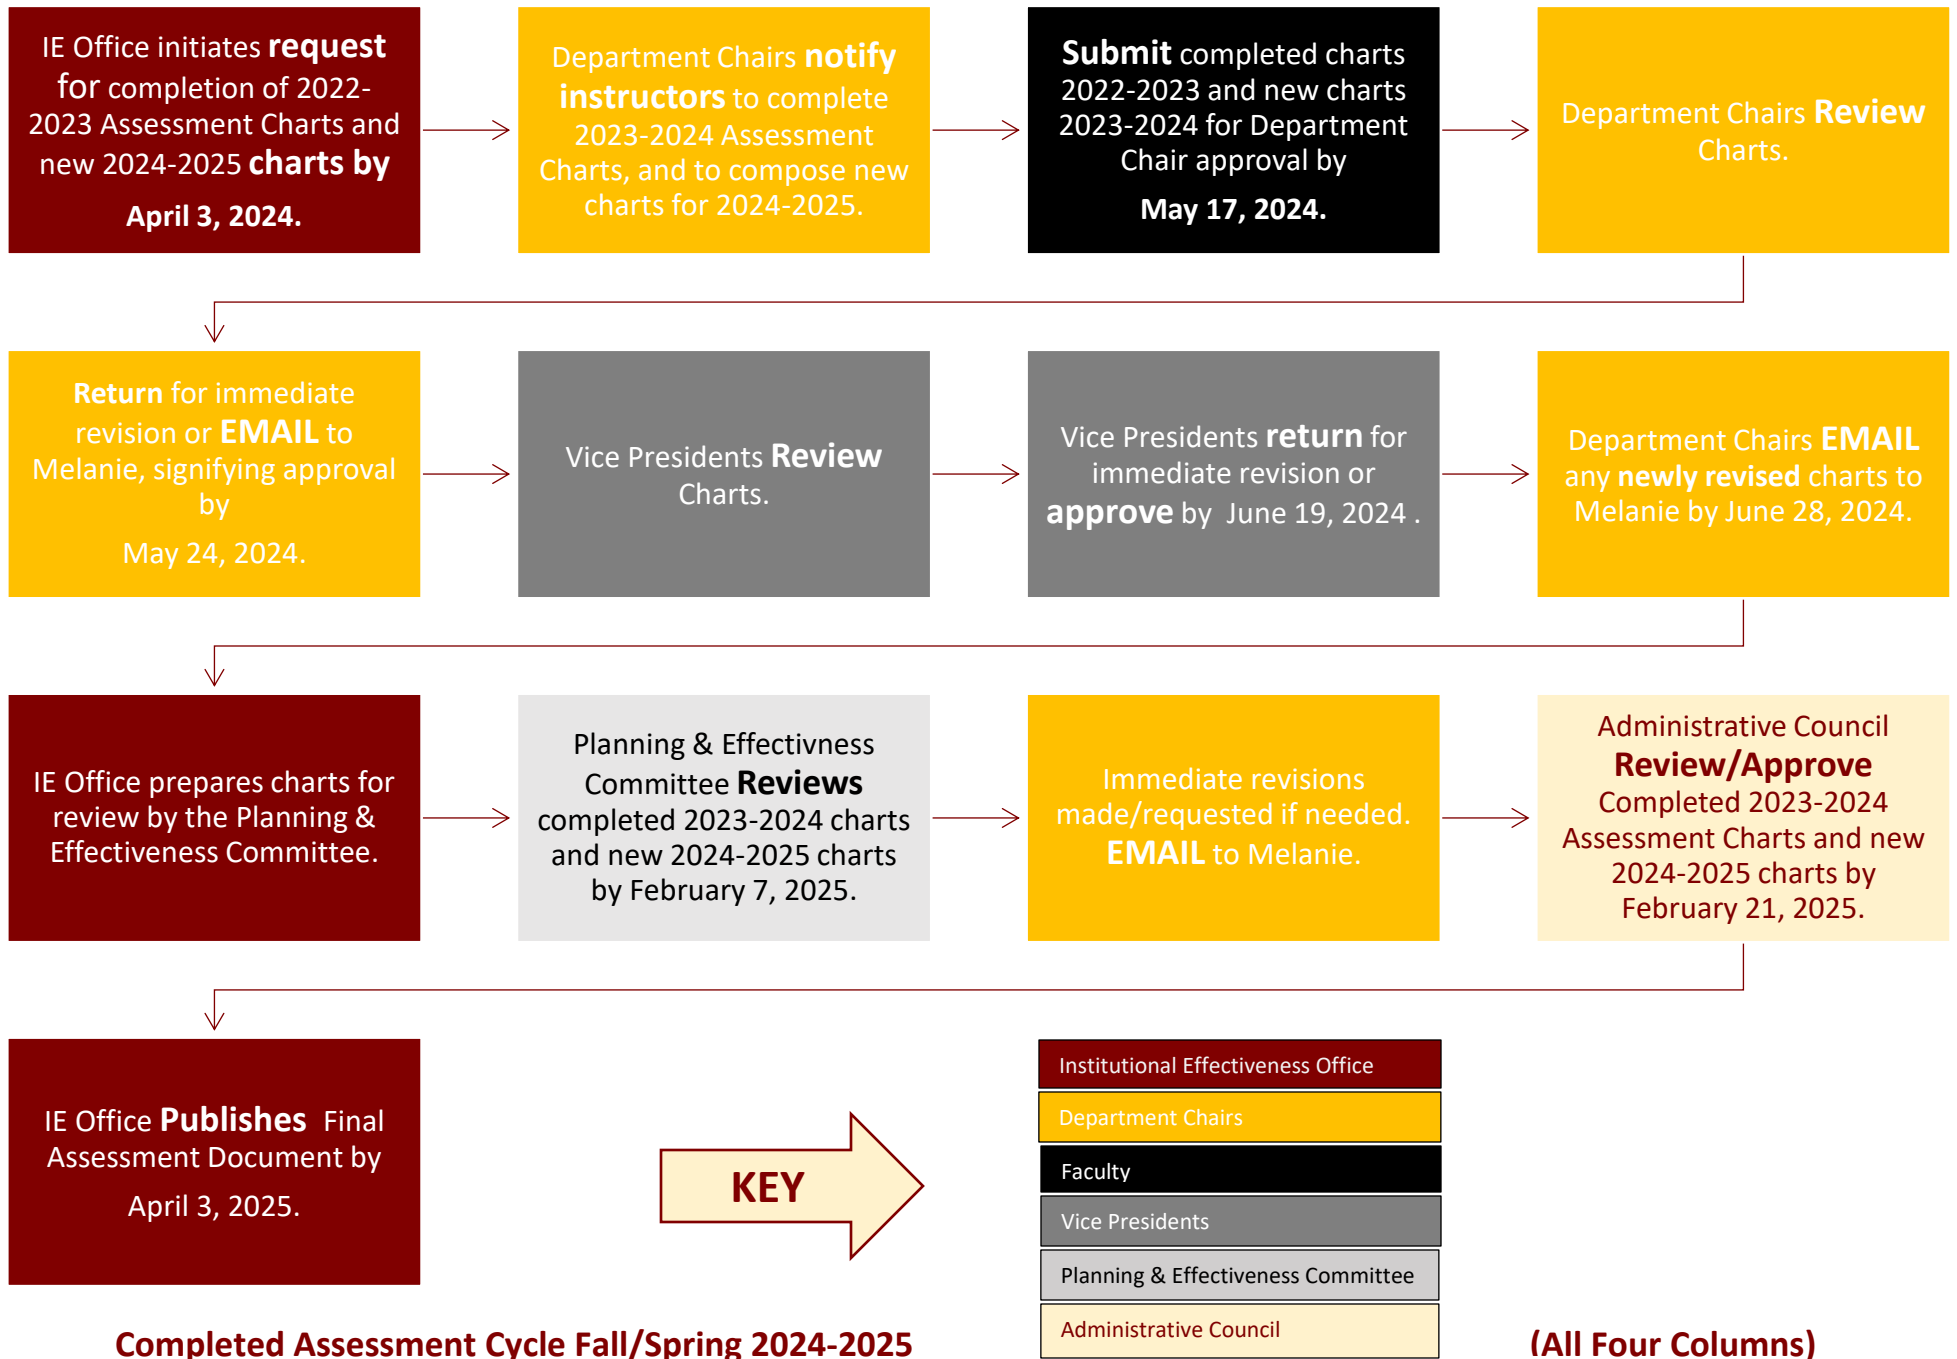 IE Office initiates request
for completion of 2022-
2023 Assessment Charts and
new 2024-2025 charts by
April 3, 2024.
Department Chairs notify
instructors to complete
2023-2024 Assessment
Charts, and to compose new
charts for 2024-2025.
Submit completed charts
2022-2023 and new charts
2023-2024 for Department
Chair approval by
May 17, 2024.
Department Chairs Review
Charts.
Return for immediate
revision or EMAIL to
Melanie, signifying approval
by
May 24, 2024.
Vice Presidents Review
Charts.
Vice Presidents return for
immediate revision or
approve by June 19, 2024 .
Department Chairs EMAIL
any newly revised charts to
Melanie by June 28, 2024.
IE Office prepares charts for
review by the Planning &
Effectiveness Committee.
Planning & Effectivness
Committee Reviews
completed 2023-2024 charts
and new 2024-2025 charts
by February 7, 2025.
Immediate revisions
made/requested if needed.
EMAIL to Melanie.
Administrative Council
Review/Approve
Completed 2023-2024
Assessment Charts and new
2024-2025 charts by
February 21, 2025.
IE Office Publishes Final
Assessment Document by
April 3, 2025.
KEY
Institutional Effectiveness Office
Department Chairs
Faculty
Vice Presidents
Planning & Effectiveness Committee
Administrative Council
Completed Assessment Cycle Fall/Spring 2024-2025
(All Four Columns)